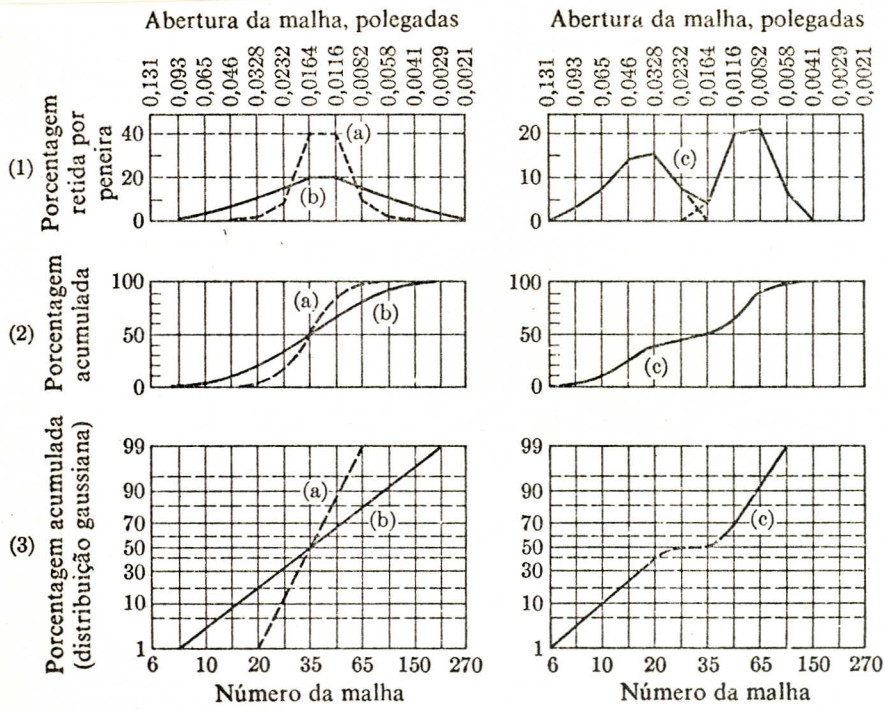 Abertura da malha, polegadas
0,131 0,093 0,065 0,046 0,0328 0,0232 0,0164 0,0116 0,0082 0,0058 0,0041 0,0029 0,0021
(1)
Porcentagem
retida por
peneira
40
20
0
(a)
(b)
Abertura da malha, polegadas
0,131 0,093 0,065 0,046 0,0328 0,0232 0,0164 0,0116 0,0082 0,0058 0,0041 0,0029 0,0021
20
10
0
(c)
(2)
Porcentagem
acumulada
100
50
0
(a)
(b)
100
50
0
(c)
(3)
Porcentagem acumulada
(distribuição gaussiana)
99
90
70
50
30
10
1
(a)
(b)
6 10 20 35 65 150 270
Número da malha
99
90
70
50
30
10
1
(c)
6 10 20 35 65 150 270
Número da malha